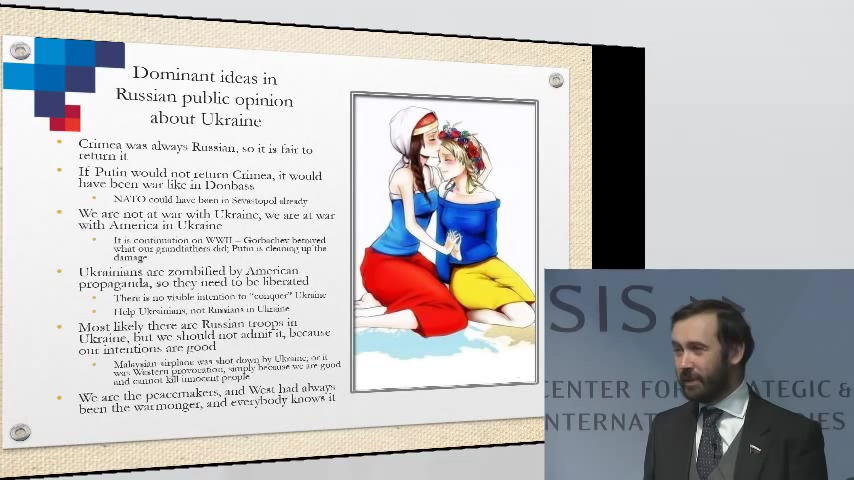 Dominant ideas in
Russian public opinion
about Ukraine
Crimea was always Russian, so it is fair to
return it
If Putin would not return Crimea, it would
have been war like in Donbass
NATO could have been in Sevastopol already
We are not at war with Ukraine, we are at war
with America in Ukraine
It is continuation on WWII – Gorbachev betrayed
what our grandfathers did; Putin is cleaning up the
damage
Ukrainians are zombified by American
propaganda, so they need to be liberated
There is no visible intention to "conquer" Ukraine
Help Ukrainians, not Russians in Ukraine
Most likely there are Russian troops in
Ukraine, but we should not admit it, because
our intentions are good
Malaysian airplane was shot down by Ukraine; or it
was Western provocation, simply because we are good
and cannot kill innocent people
We are the peacemakers, and West had always
been the warmonger, and everybody knows it
SIS
CENTER FOR ATEGIC &
NTERNAT IES